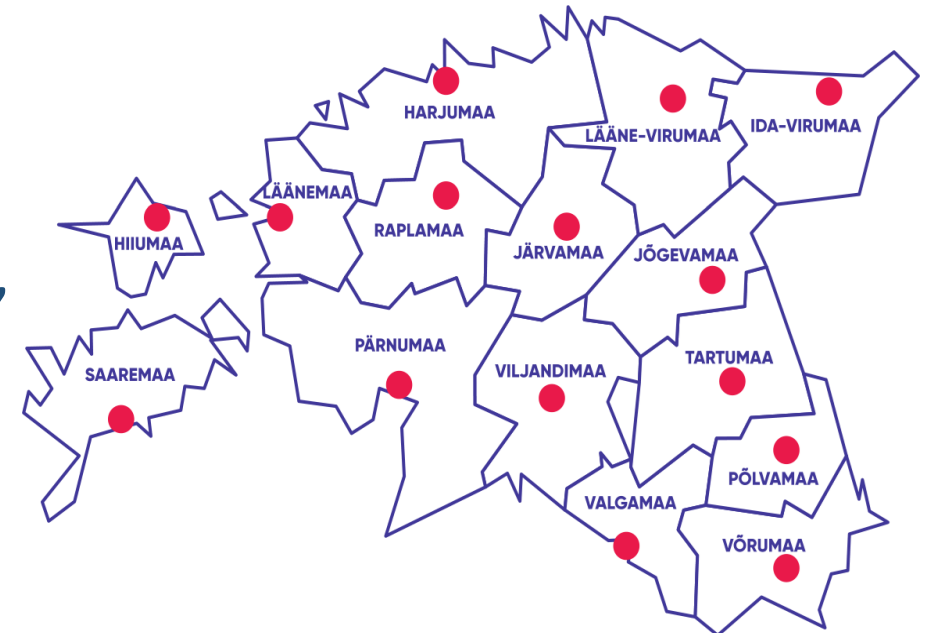 HARJUMAA
LÄÄNE-VIRUMAA
IDA-VIRUMAA
LÄÄNEMAA
HIIUMAA
RAPLAMAA
JÄRVAMAA
JÕGEVAMAA
PÄRNUMAA
SAAREMAA
VILJANDIMAA
TARTUMAA
PÕLVAMAA
VALGAMAA
VÕRUMAA